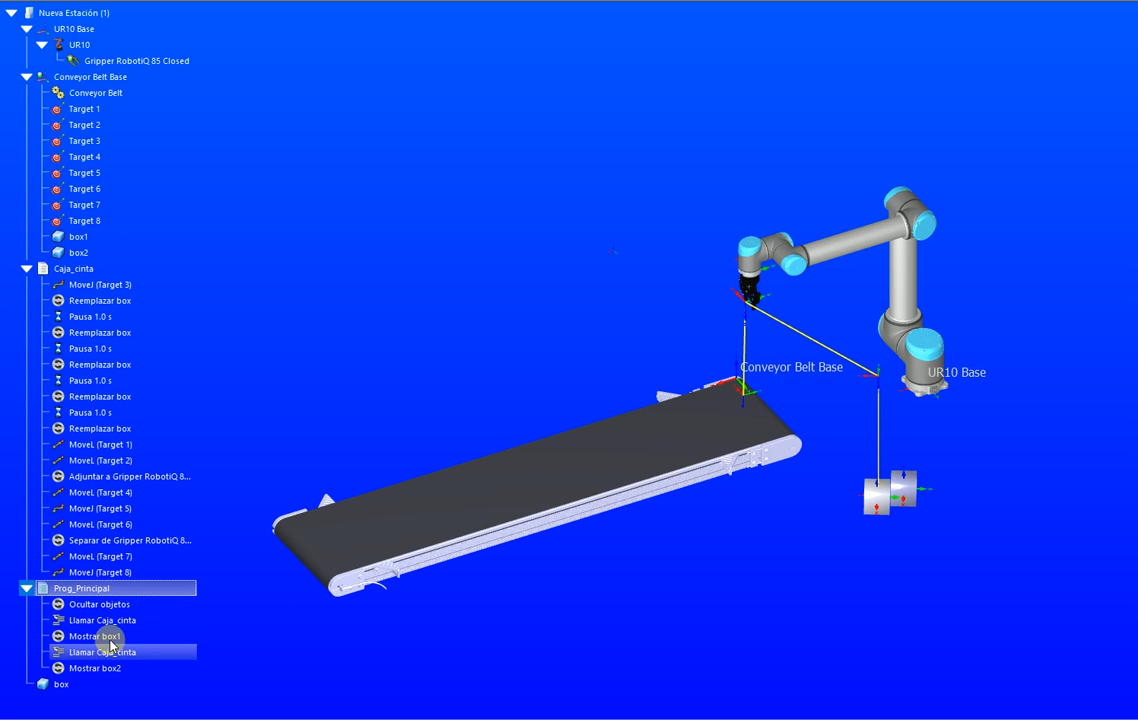 Nueva Estación (1)
UR10 Base
UR10
Gripper RobotiQ 85 Closed
Conveyor Belt Base
Conveyor Belt
Target 1
Target 2
Target 3
Target 4
Target 5
Target 6
Target 7
Target 8
box1
box2
Caja_cinta
MoveJ (Target 3)
Reemplazar box
Pausa 1.0 s
Reemplazar box
Pausa 1.0 s
Reemplazar box
Pausa 1.0 s
Reemplazar box
Pausa 1.0 s
Reemplazar box
MoveL (Target 1)
MoveL (Target 2)
Adjuntar a Gripper RobotiQ 8...
MoveL (Target 4)
MoveJ (Target 5)
MoveL (Target 6)
Separar de Gripper RobotiQ 8...
MoveL (Target 7)
MoveJ (Target 8)
Prog_Principal
Ocultar objetos
Llamar Caja_cinta
Mostrar box1
Llamar Caja_cinta
Mostrar box2
box
Conveyor Belt Base
UR10 Base